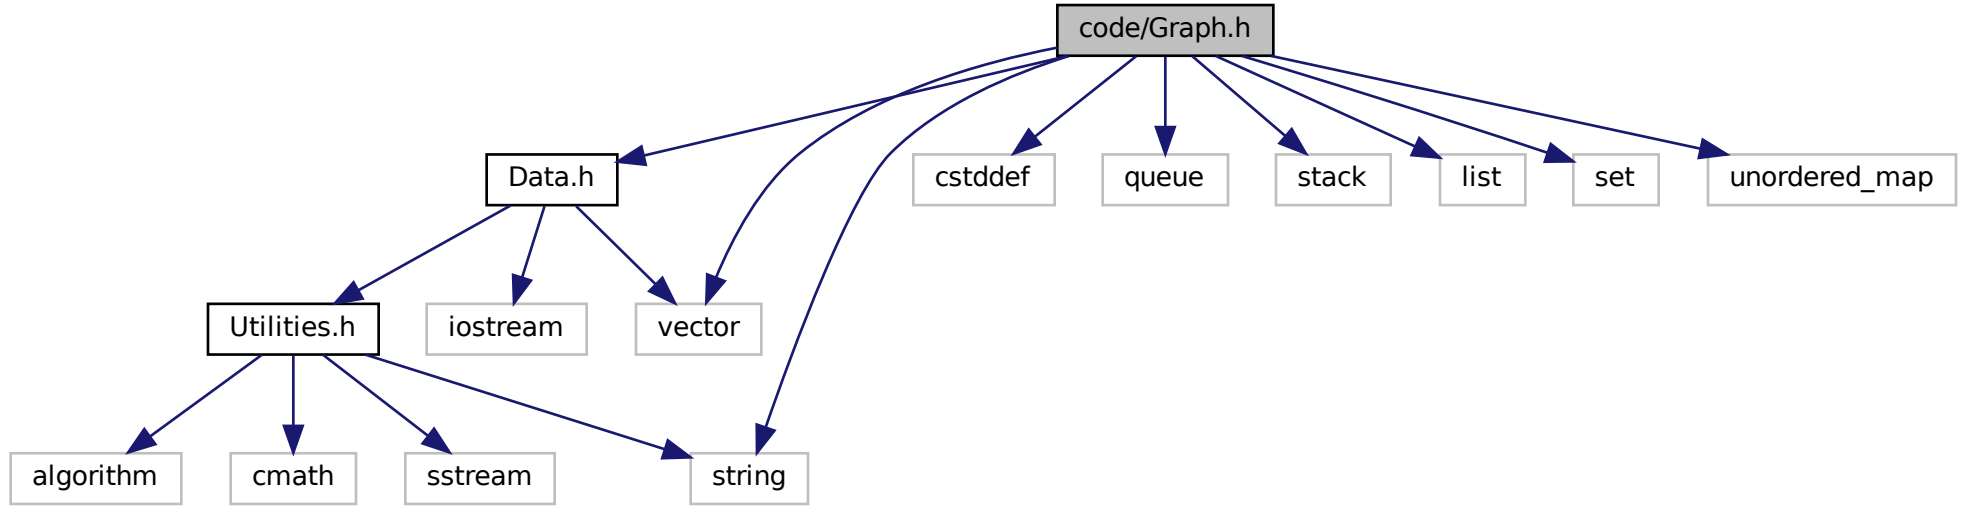 code/Graph.h
Data.h
cstddef
queue
stack
list
set
unordered_map
Utilities.h
iostream
vector
algorithm
cmath
sstream
string